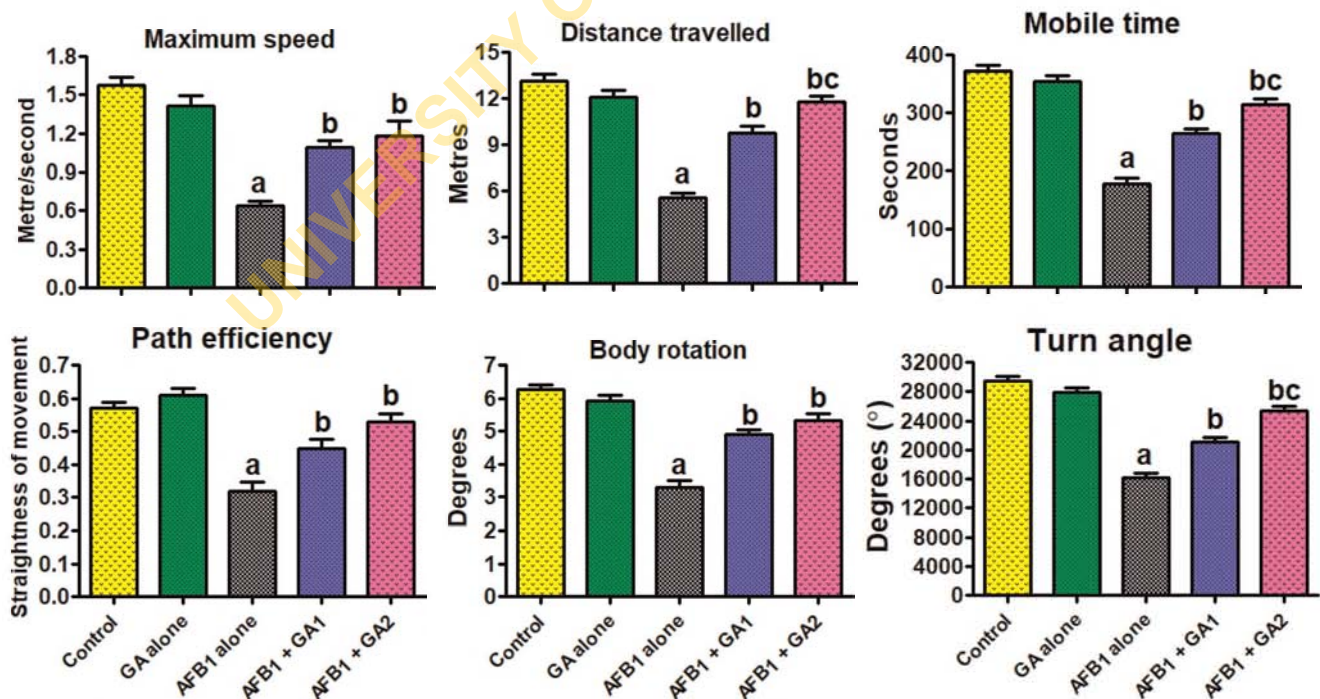 UNIVERSITY O
Maximum speed
Metre/second
1.8
1.5
1.2
0.9
0.6
0.3
0.0
a
b
b
Distance travelled
Metres
15
12
9
6
3
0
a
b
bc
Mobile time
Seconds
400
300
200
100
0
a
b
bc
Path efficiency
Straightness of movement
0.7
0.6
0.5
0.4
0.3
0.2
0.1
0.0
a
b
b
Control
GA alone
AFB1 alone
AFB1 + GA1
AFB1 + GA2
Body rotation
Degrees
7
6
5
4
3
2
1
0
a
b
b
Control
GA alone
AFB1 alone
AFB1 + GA1
AFB1 + GA2
Turn angle
Degrees (°)
32000
28000
24000
20000
16000
12000
8000
4000
0
a
b
bc
Control
GA alone
AFB1 alone
AFB1 + GA1
AFB1 + GA2